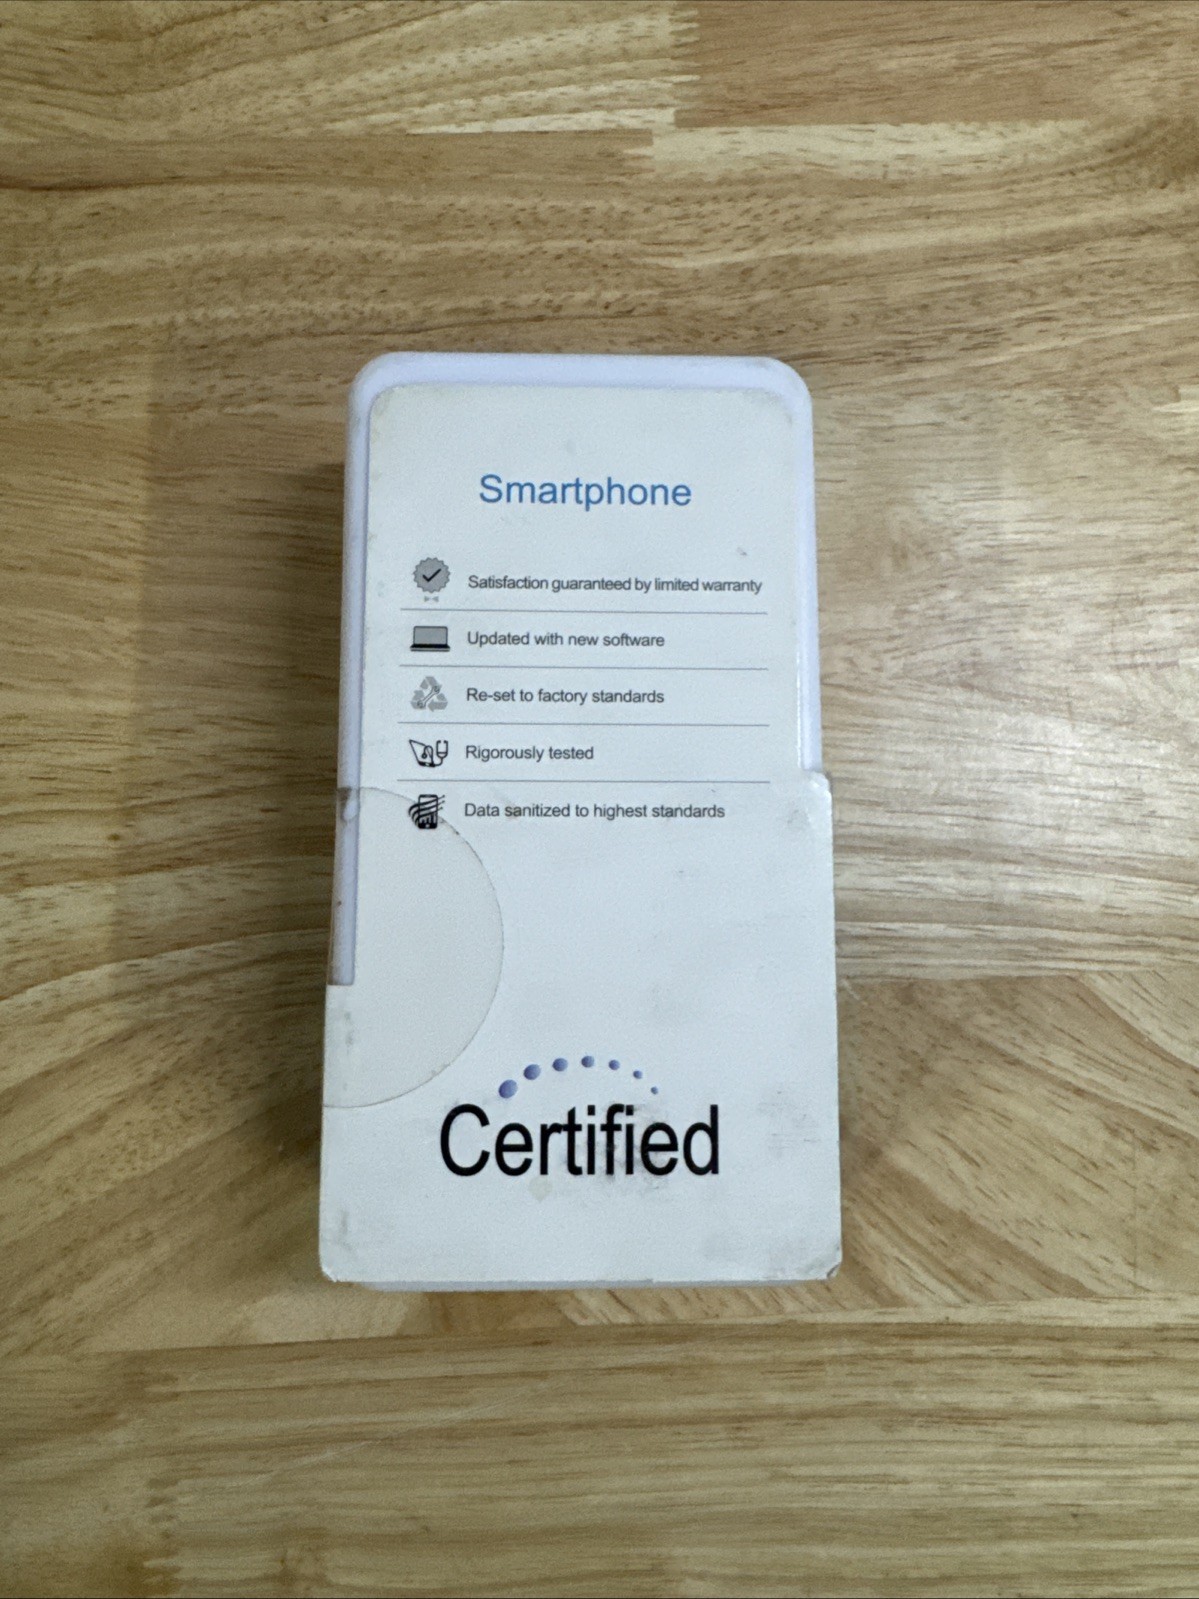 Smartphone
Satisfaction guaranteed by limited warranty
Updated with new software
Re-set to factory standards
Rigorously tested
Data sanitized to highest standards
Certified